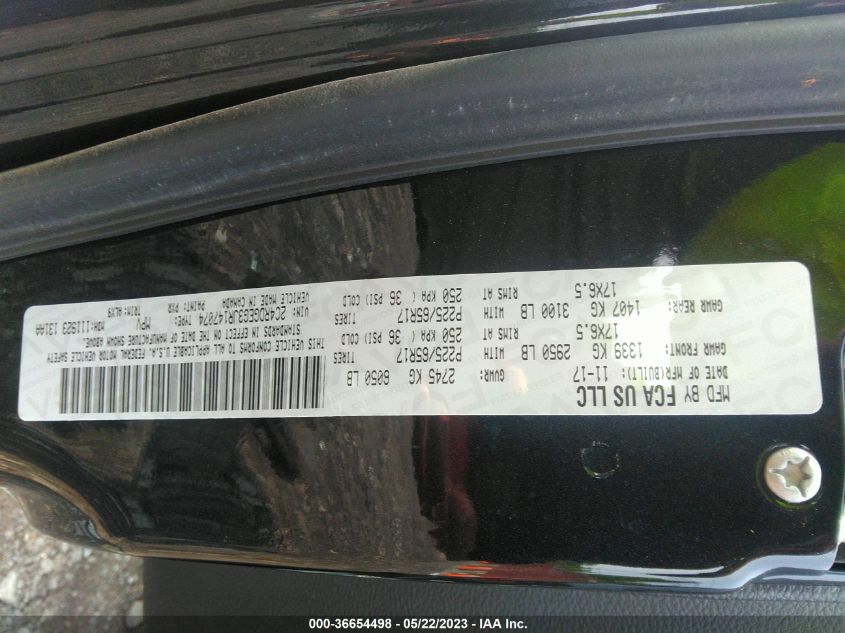 MFD BY FCA US LLC
DATE OF MFR(BUILT): 11-17 GVWR: 2745 KG 6050 LB
GAWR FRONT: 1339 KG 2950 LB WITH P225/65R17 TIRES
17X6.5 RIMS AT 250 KPA ( 36 PSI) COLD
GAWR REAR: 1407 KG 3100 LB WITH P225/65R17 TIRES
17X6.5 RIMS AT 250 KPA ( 36 PSI) COLD
THIS VEHICLE CONFORMS TO ALL APPLICABLE U.S.A. FEDERAL MOTOR VEHICLE SAFETY
STANDARDS IN EFFECT ON THE DATE OF MANUFACTURE SHOWN ABOVE.
VIN: 2C4RDGEG3JR147074 TYPE: MPV MDH: 111923 131AA
VEHICLE MADE IN CANADA PAINT: PXR TRIM: ALX9
000-36654498 - 05/22/2023 - IAA Inc.